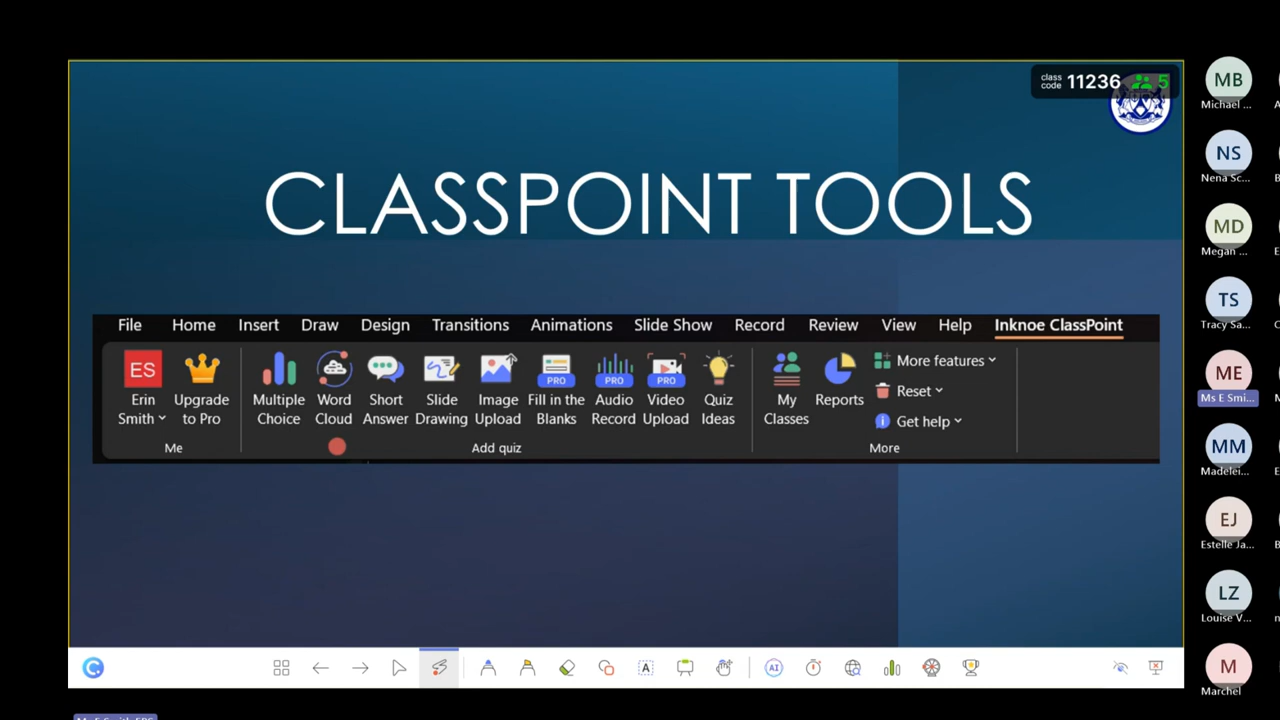 class code 11236 5
CLASSPOINT TOOLS
File Home Insert Draw Design Transitions Animations Slide Show Record Review View Help Inknoe ClassPoint
ES
Erin Smith
Upgrade to Pro
Me
Multiple Choice
Word Cloud
Short Answer
Slide Drawing
Image Upload
PRO
Fill in the Blanks
PRO
Audio Record
PRO
Video Upload
Quiz Ideas
Add quiz
My Classes
Reports
More features
Reset
Get help
More
A
AI
MB
Michael ...
NS
Nena Sc...
MD
Megan ...
TS
Tracy Sa...
ME
Ms E Smi...
MM
Madelei...
EJ
Estelle Ja...
LZ
Louise V...
M
Marchel